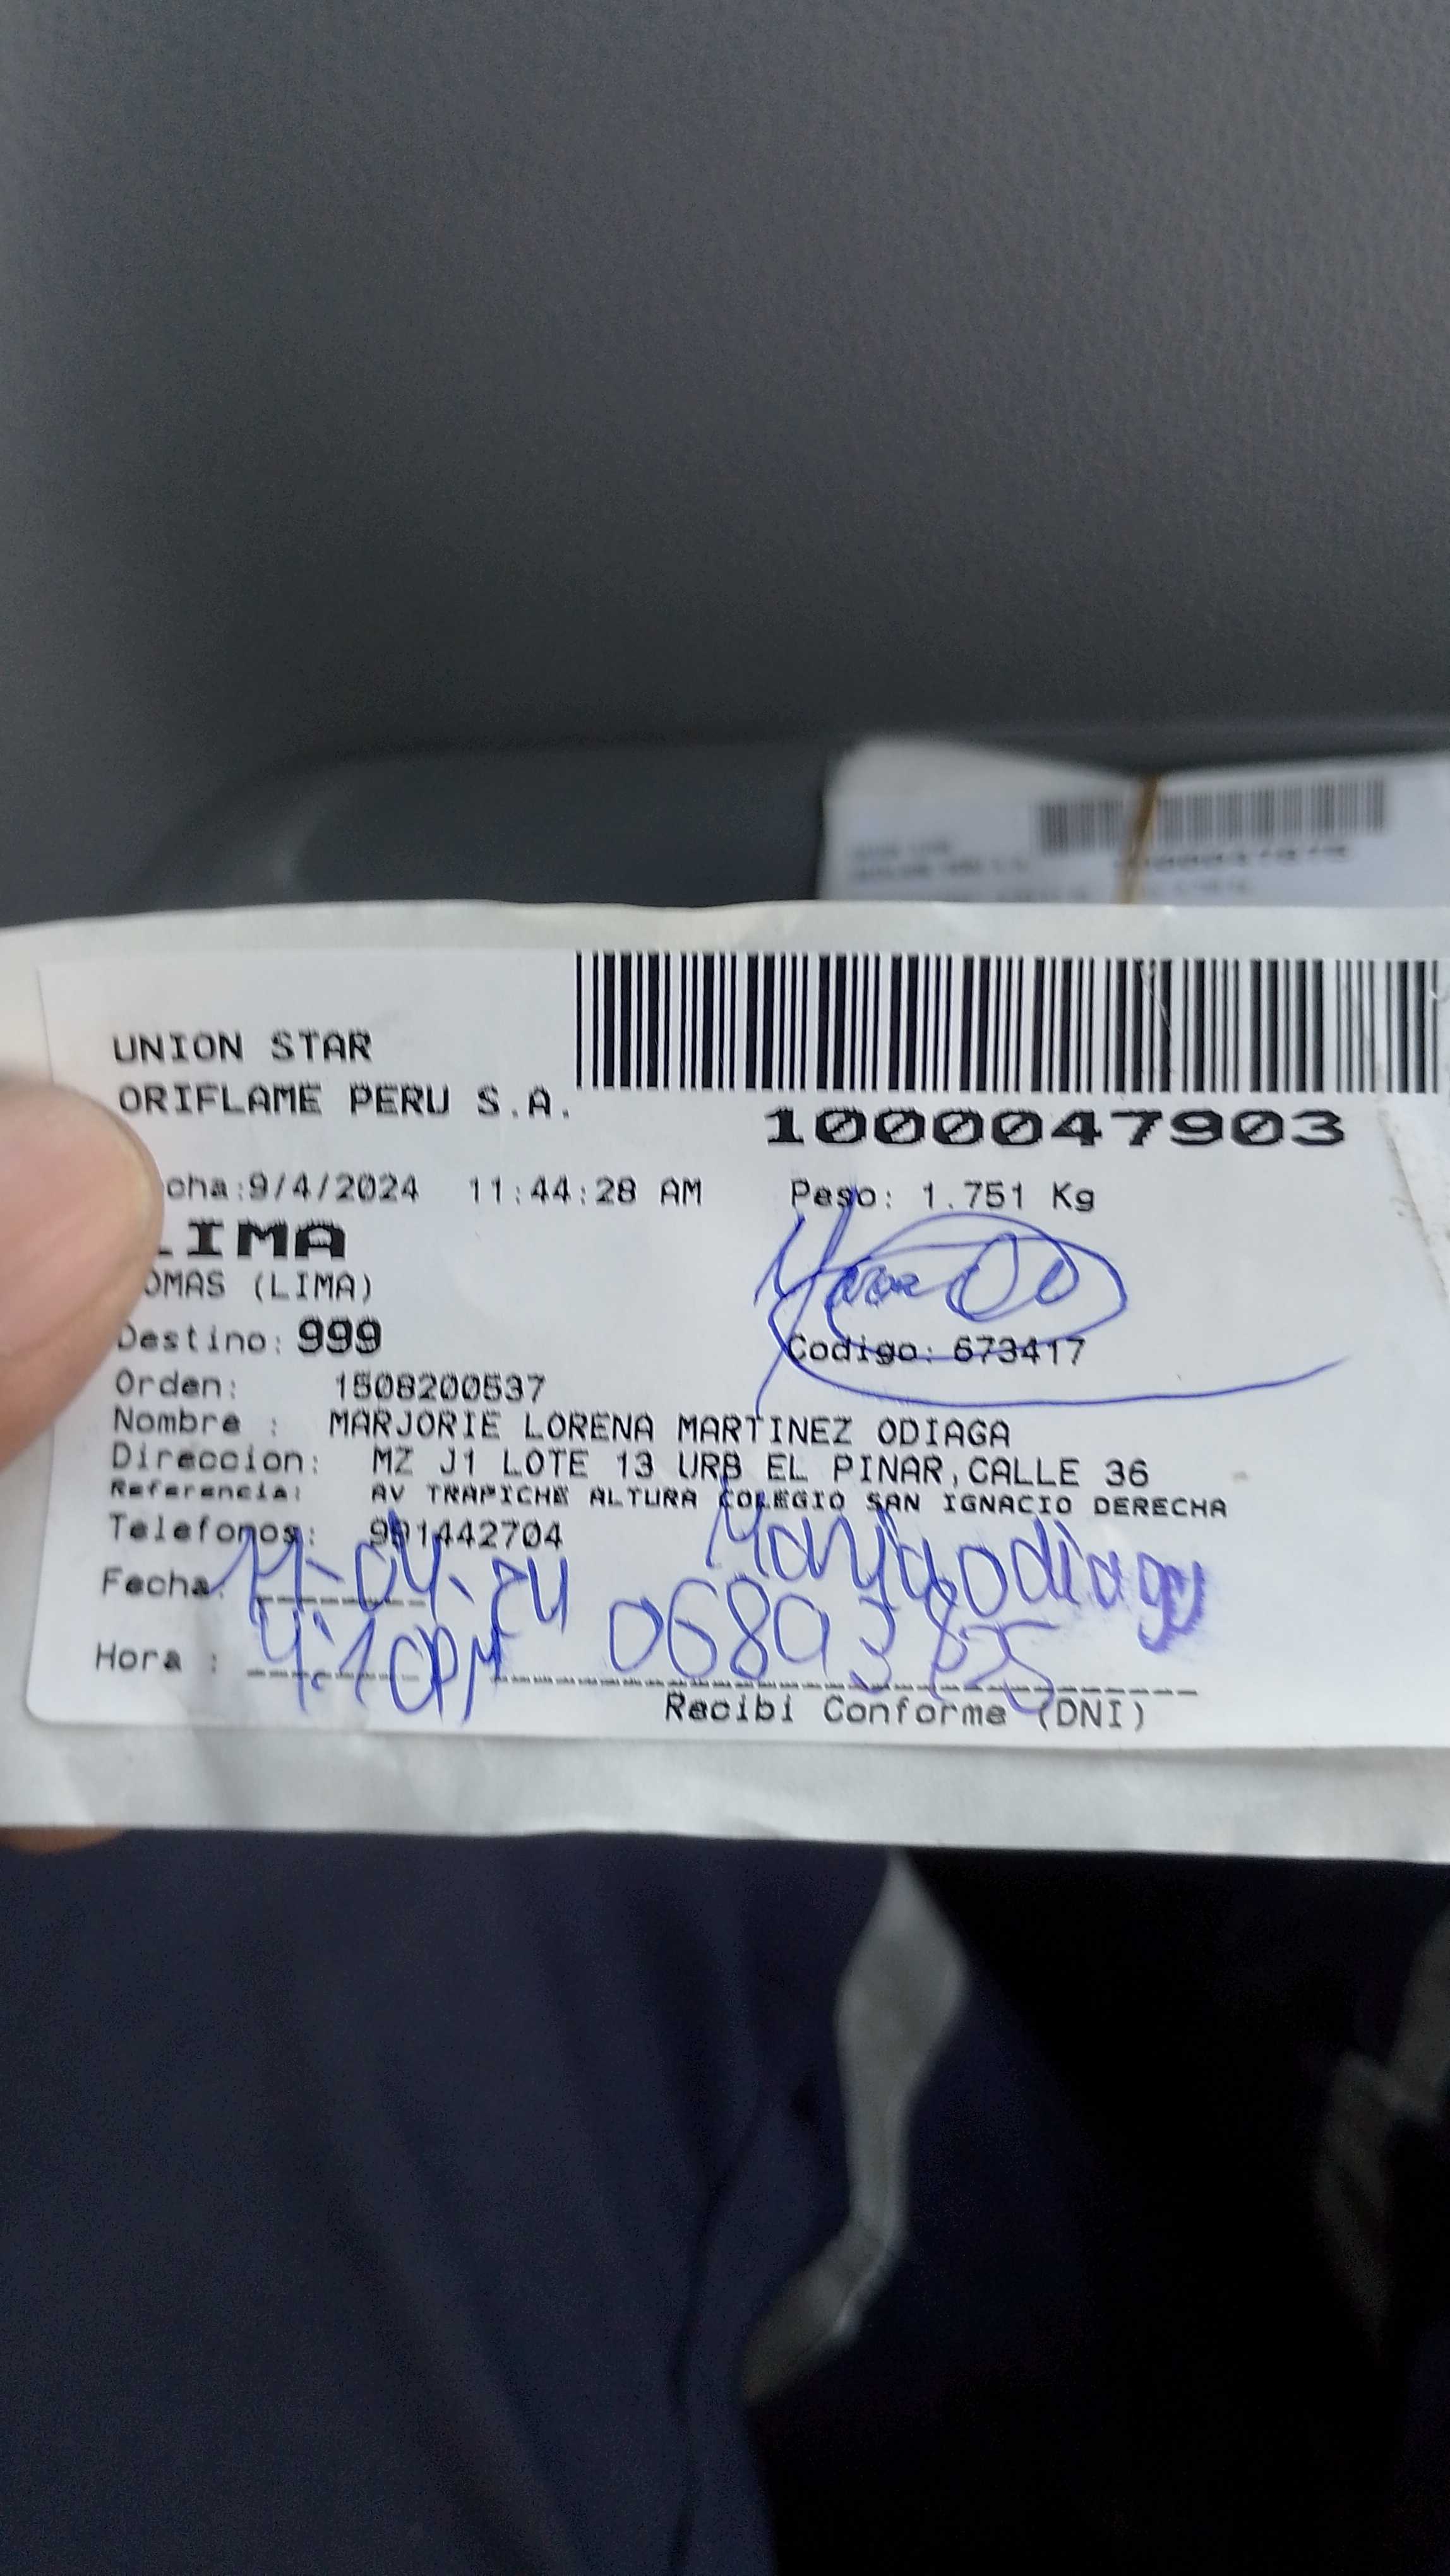 UNION STAR
ORIFLAME PERU S.A.
1000047903
cha:9/4/2024 11:44:28 AM Peso: 1.751 Kg
LIMA
OMAS (LIMA)
Destino: 999
Codigo: 673417
Orden: 1508200537
Nombre : MARJORIE LORENA MARTINEZ ODIAGA
Direccion: MZ J1 LOTE 13 URB EL PINAR,CALLE 36
Referencia: AV TRAPICHE ALTURA COLEGIO SAN IGNACIO DERECHA
Telefonos: 991442704
Fecha: 11-04-24
Hora : 4:10PM
Recibi Conforme (DNI)